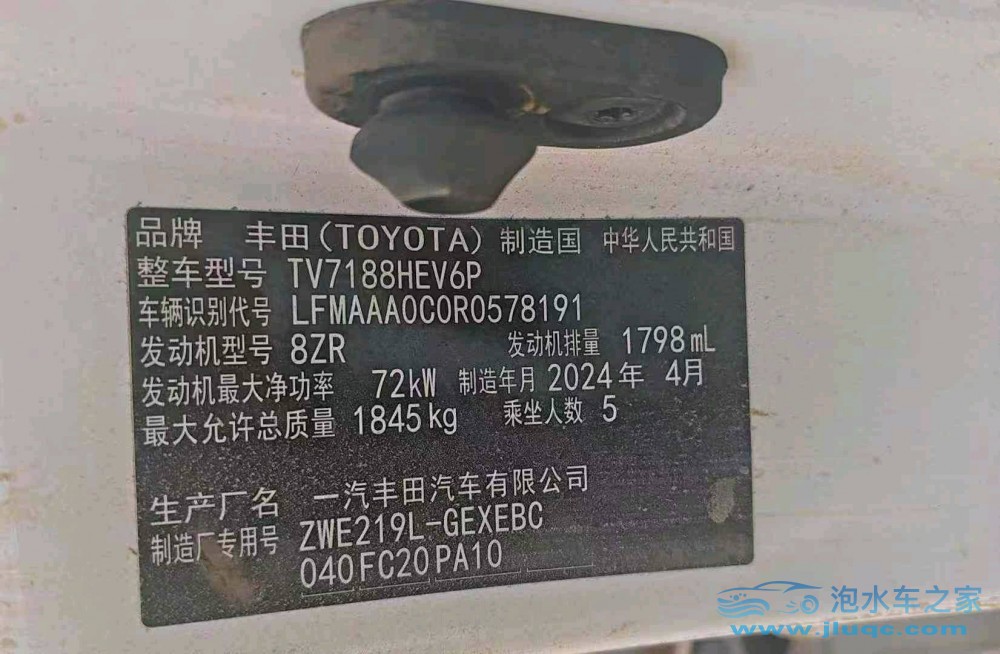 品牌 丰田(TOYOTA) 制造国 中华人民共和国
整车型号 TV7188HEV6P
车辆识别代号 LFMAAA0C0R0578191
发动机型号 8ZR 发动机排量 1798mL
发动机最大净功率 72kW 制造年月 2024年 4月
最大允许总质量 1845kg 乘坐人数 5
生产厂名 一汽丰田汽车有限公司
制造厂专用号 ZWE219L-GEXEBC
040FC20PA10
泡水车之家
www.jluqc.com